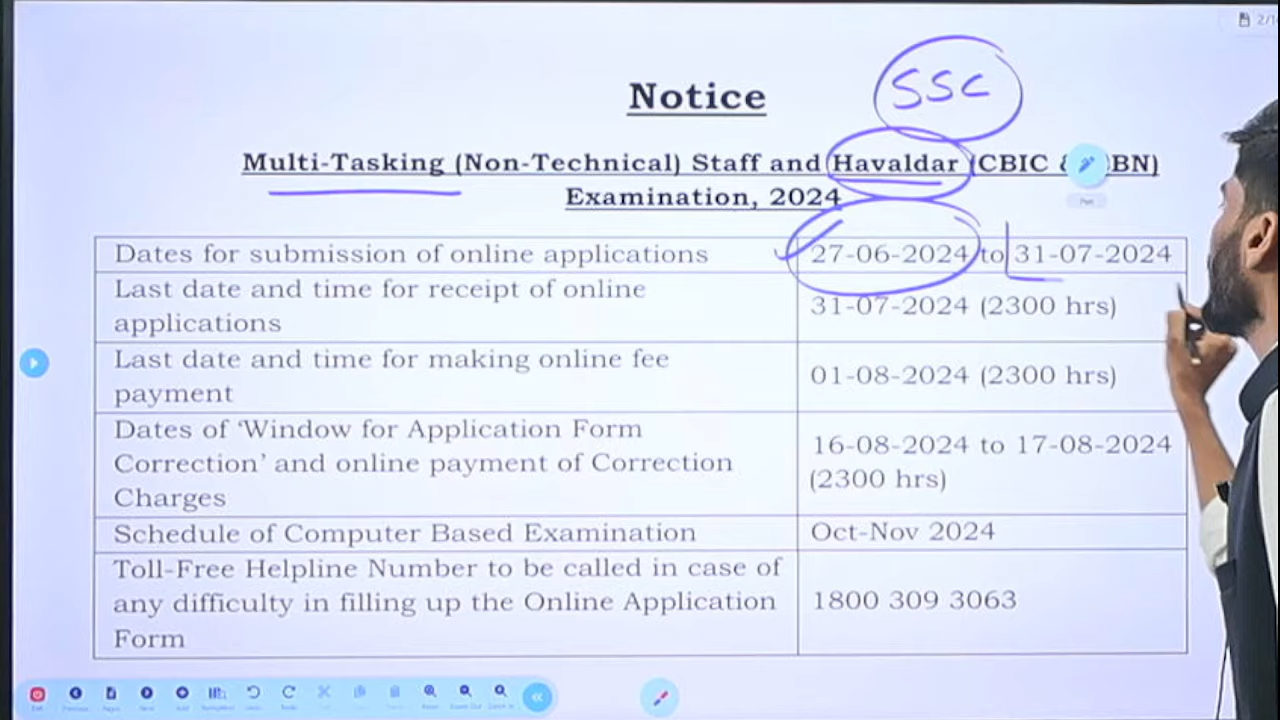 2/1
SSC
Notice
Multi-Tasking (Non-Technical) Staff and Havaldar (CBIC & BN)
Examination, 2024
Dates for submission of online applications
27-06-2024 to 31-07-2024
Last date and time for receipt of online
applications
31-07-2024 (2300 hrs)
Last date and time for making online fee
payment
01-08-2024 (2300 hrs)
Dates of ‘Window for Application Form
Correction’ and online payment of Correction
Charges
16-08-2024 to 17-08-2024
(2300 hrs)
Schedule of Computer Based Examination
Oct-Nov 2024
Toll-Free Helpline Number to be called in case of
any difficulty in filling up the Online Application
Form
1800 309 3063